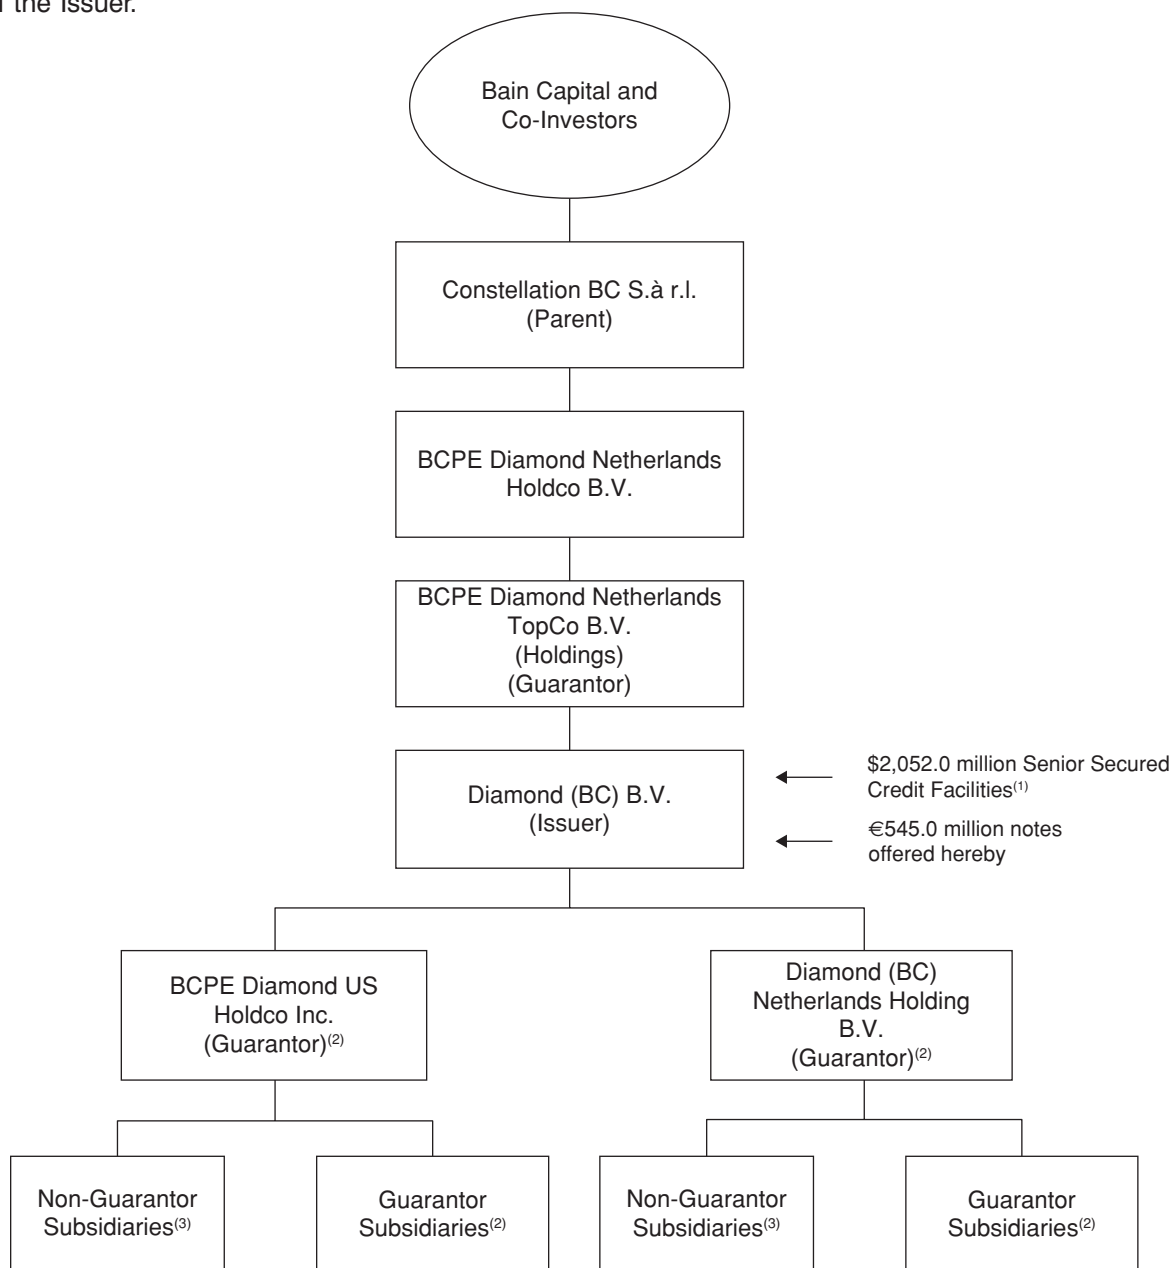 the Issuer.
Bain Capital and
Co-Investors
Constellation BC S.à r.l.
(Parent)
BCPE Diamond Netherlands
Holdco B.V.
BCPE Diamond Netherlands
TopCo B.V.
(Holdings)
(Guarantor)
Diamond (BC) B.V.
(Issuer)
$2,052.0 million Senior Secured
Credit Facilities(1)
€545.0 million notes
offered hereby
BCPE Diamond US
Holdco Inc.
(Guarantor)(2)
Diamond (BC)
Netherlands Holding
B.V.
(Guarantor)(2)
Non-Guarantor
Subsidiaries(3)
Guarantor
Subsidiaries(2)
Non-Guarantor
Subsidiaries(3)
Guarantor
Subsidiaries(2)